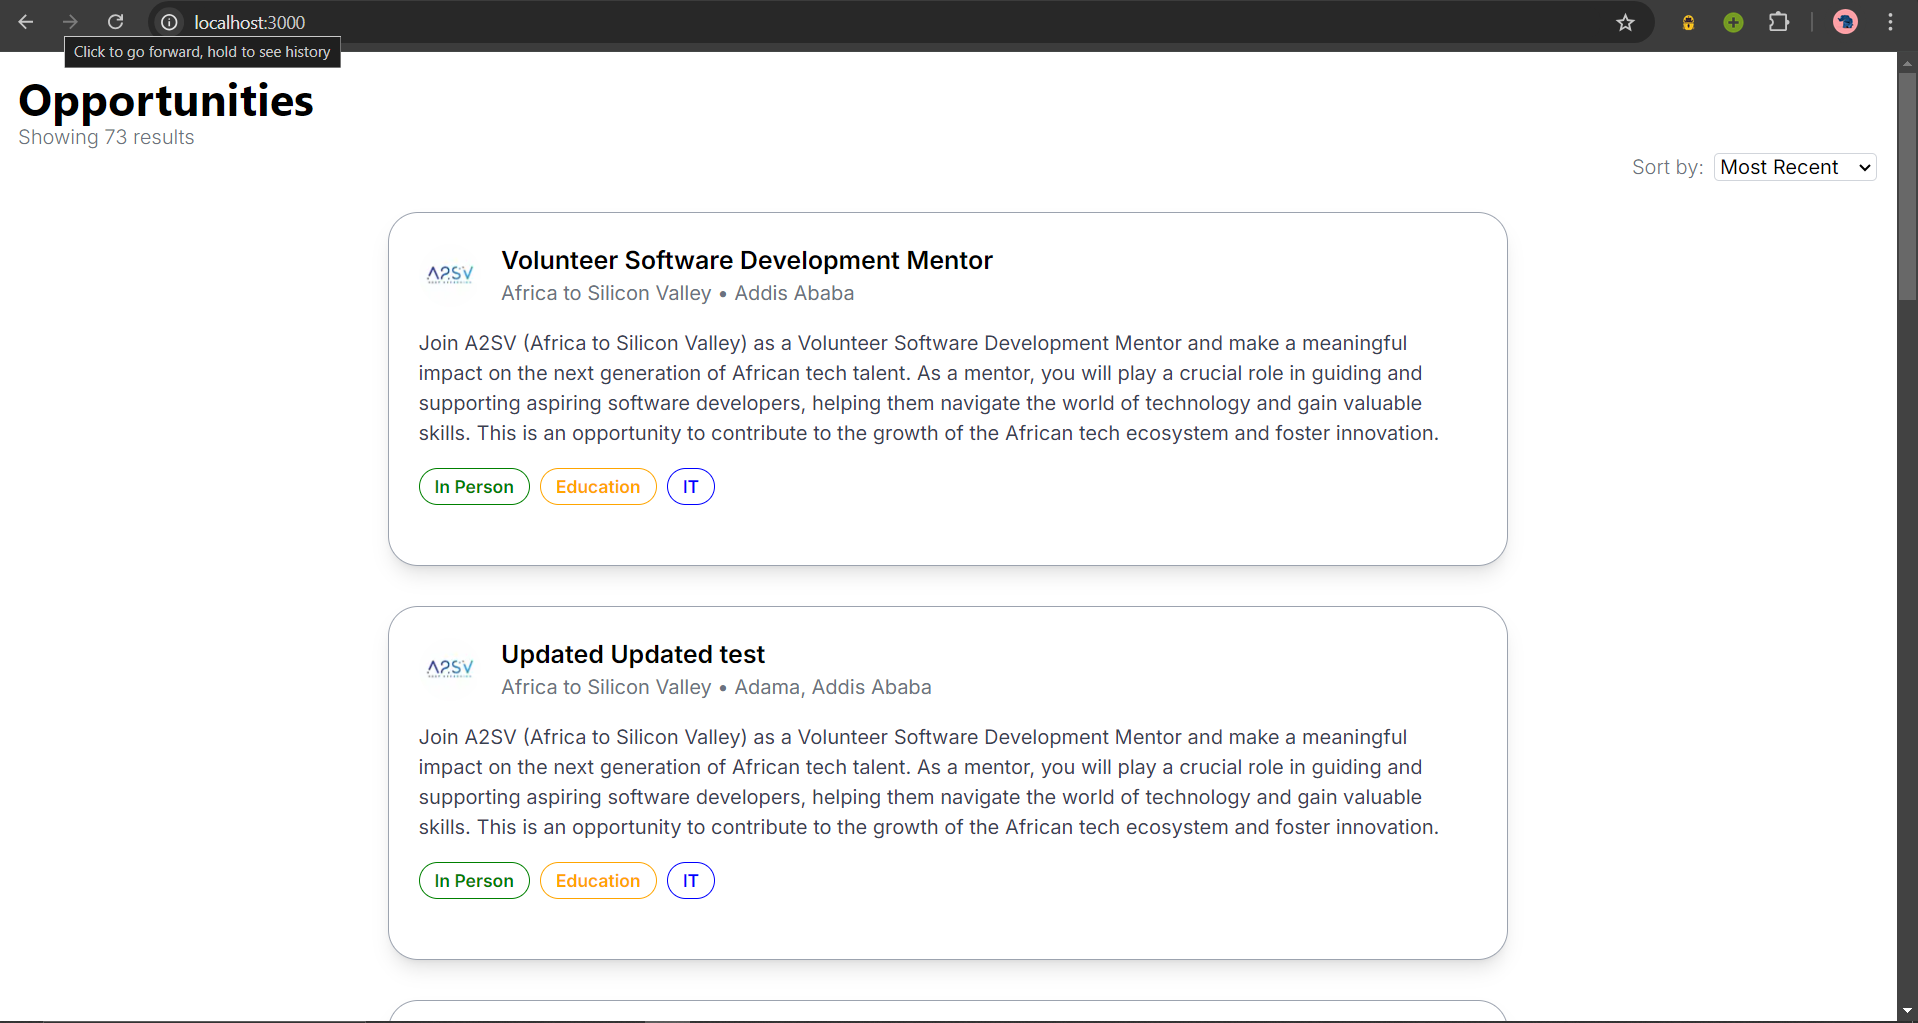 localhost:3000
Click to go forward, hold to see history
Opportunities
Showing 73 results
Sort by: Most Recent
A2SV
Volunteer Software Development Mentor
Africa to Silicon Valley • Addis Ababa
Join A2SV (Africa to Silicon Valley) as a Volunteer Software Development Mentor and make a meaningful
impact on the next generation of African tech talent. As a mentor, you will play a crucial role in guiding and
supporting aspiring software developers, helping them navigate the world of technology and gain valuable
skills. This is an opportunity to contribute to the growth of the African tech ecosystem and foster innovation.
In Person Education IT
A2SV
Updated Updated test
Africa to Silicon Valley • Adama, Addis Ababa
Join A2SV (Africa to Silicon Valley) as a Volunteer Software Development Mentor and make a meaningful
impact on the next generation of African tech talent. As a mentor, you will play a crucial role in guiding and
supporting aspiring software developers, helping them navigate the world of technology and gain valuable
skills. This is an opportunity to contribute to the growth of the African tech ecosystem and foster innovation.
In Person Education IT